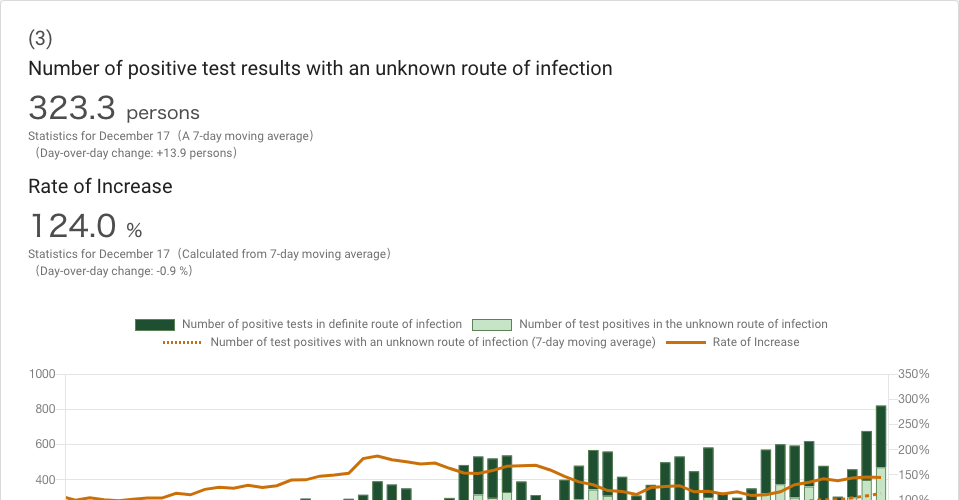 (3)
Number of positive test results with an unknown route of infection
323.3 persons
Statistics for December 17（A 7-day moving average）
（Day-over-day change: +13.9 persons）
Rate of Increase
124.0 %
Statistics for December 17（Calculated from 7-day moving average）
（Day-over-day change: -0.9 %）
Number of positive tests in definite route of infection Number of test positives in the unknown route of infection
Number of test positives with an unknown route of infection (7-day moving average) Rate of Increase
1000 350%
300%
800
250%
600
200%
150%
400
100%